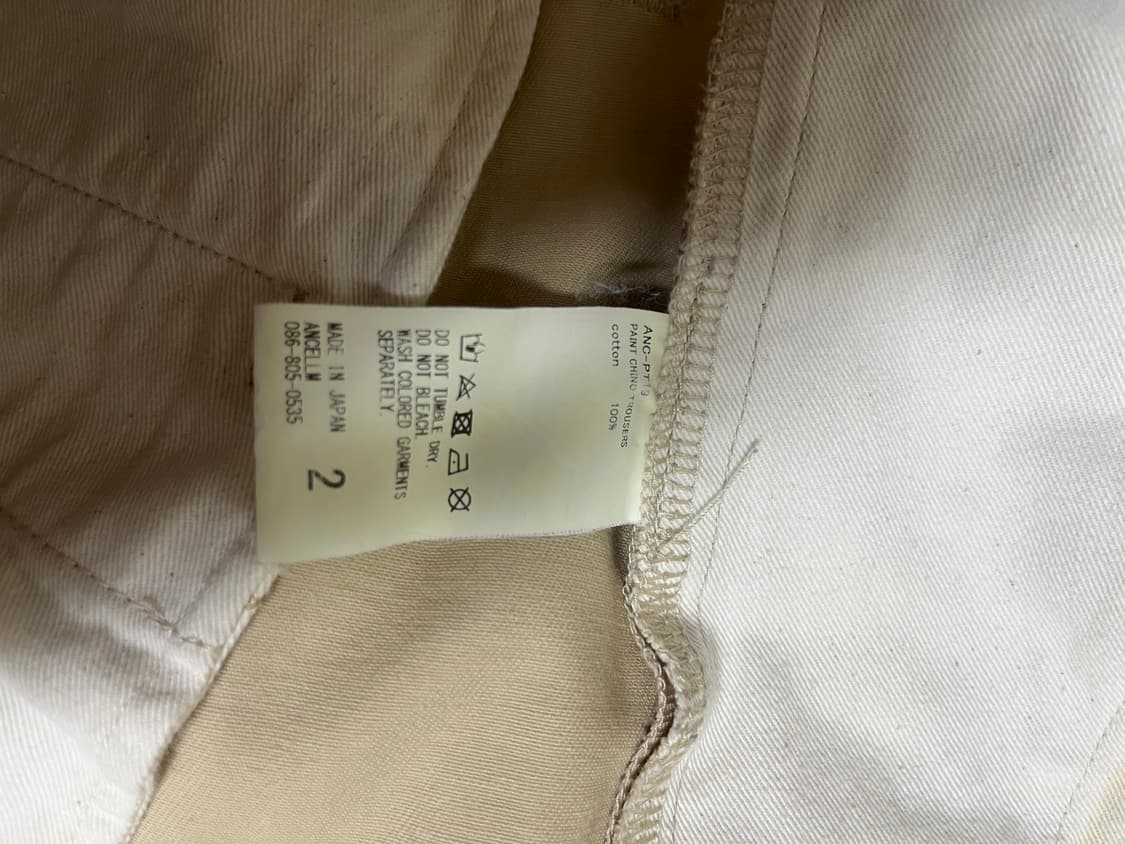 ANC-PT19
PAINT CHINO TROUSERS
cotton 100%
DO NOT TUMBLE DRY.
DO NOT BLEACH.
WASH COLORED GARMENTS
SEPARATELY.
MADE IN JAPAN
ANCELLM 2
086-805-0535